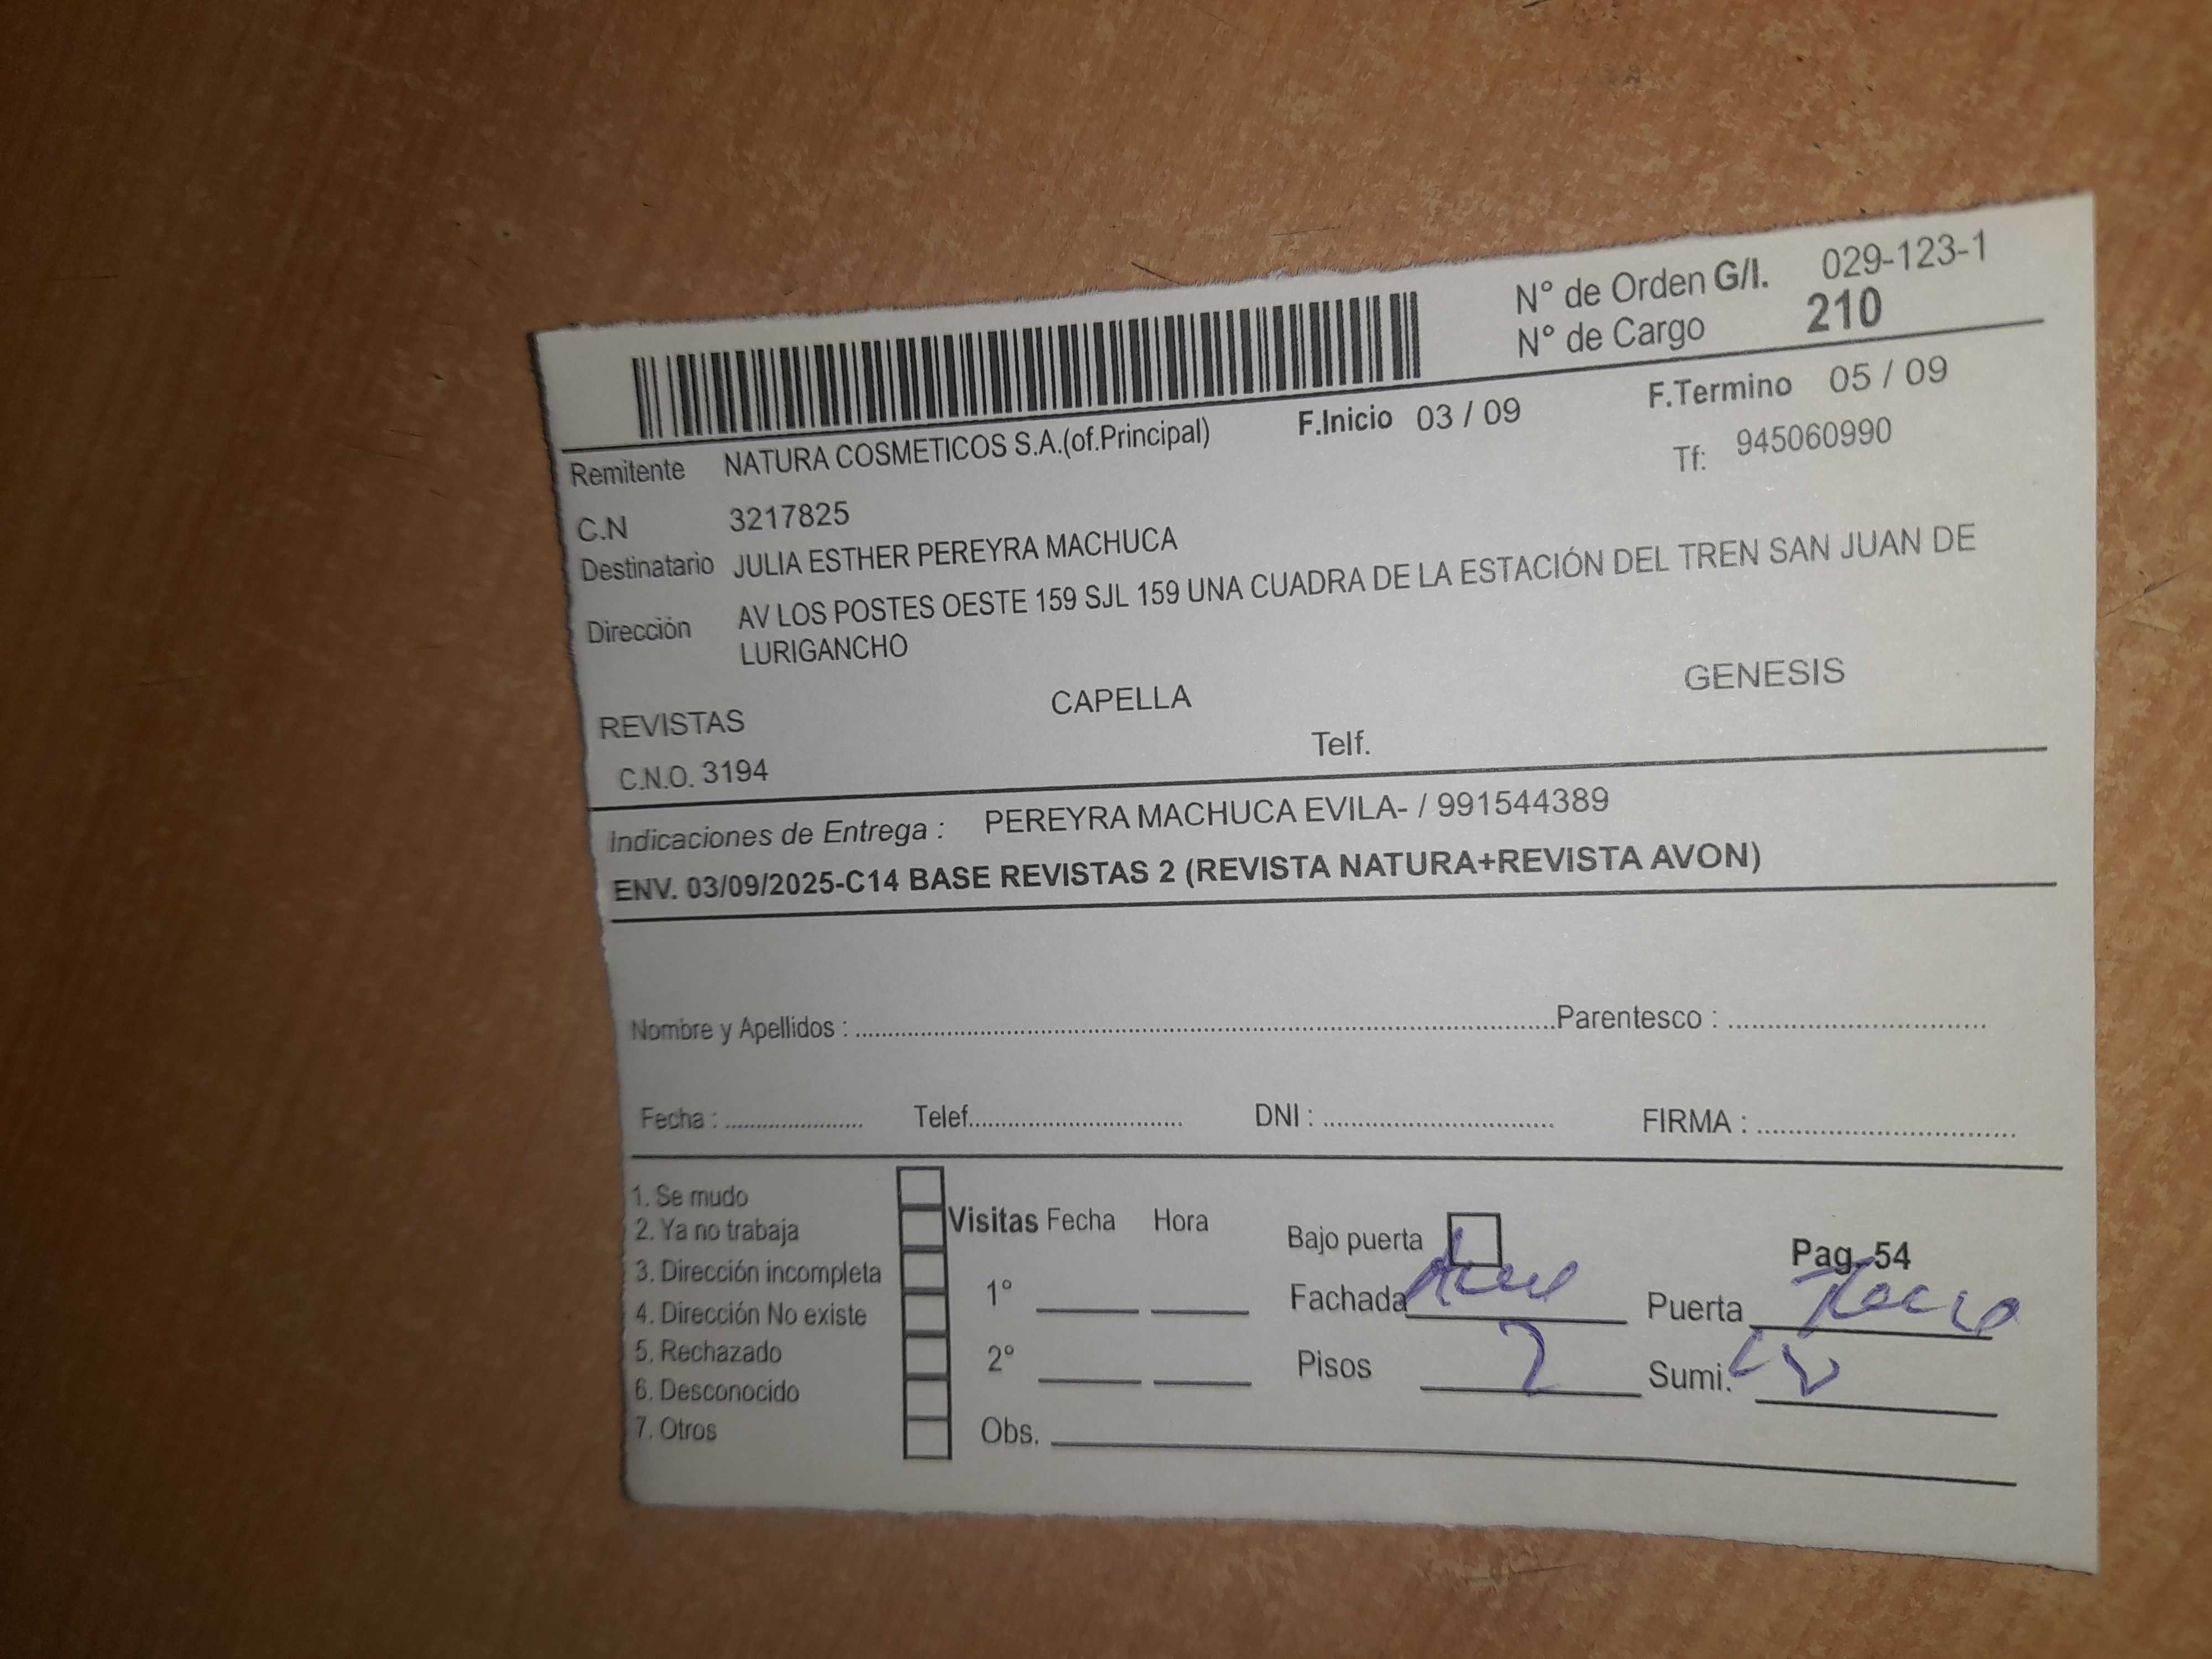 N° de Orden G/I. 029-123-1
N° de Cargo 210
F.Inicio 03 / 09 F.Termino 05 / 09
Remitente NATURA COSMETICOS S.A.(of.Principal) Tf: 945060990
C.N 3217825
Destinatario JULIA ESTHER PEREYRA MACHUCA
Dirección AV LOS POSTES OESTE 159 SJL 159 UNA CUADRA DE LA ESTACIÓN DEL TREN SAN JUAN DE
LURIGANCHO
REVISTAS CAPELLA GENESIS
C.N.O. 3194 Telf.
Indicaciones de Entrega : PEREYRA MACHUCA EVILA- / 991544389
ENV. 03/09/2025-C14 BASE REVISTAS 2 (REVISTA NATURA+REVISTA AVON)
Nombre y Apellidos : Parentesco :
Fecha : Telef. DNI : FIRMA :
1. Se mudo
2. Ya no trabaja
3. Dirección incompleta
4. Dirección No existe
5. Rechazado
6. Desconocido
7. Otros
Visitas Fecha Hora
1°
2°
Obs.
Bajo puerta Pag. 54
Fachada Puerta
Pisos 2 Sumi.